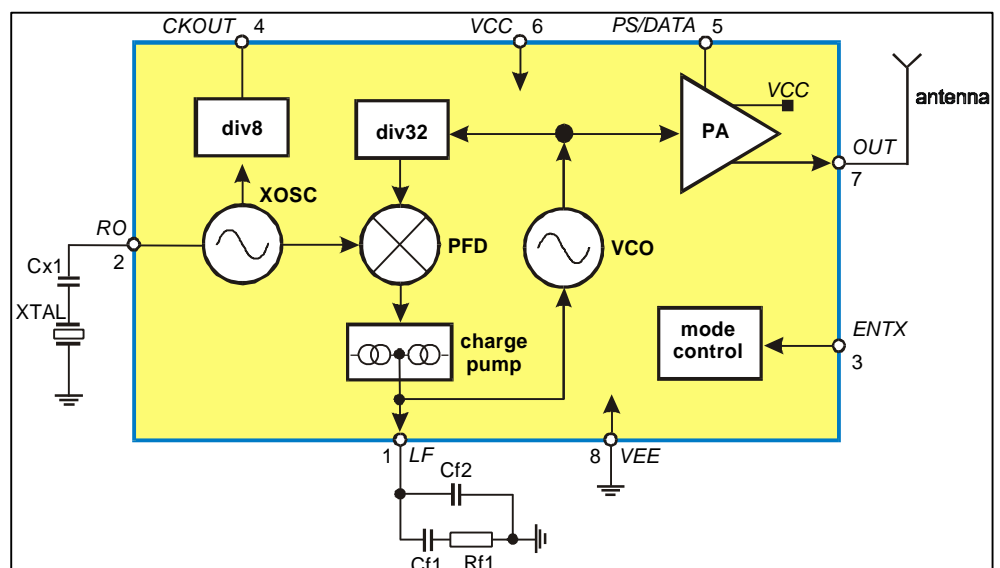 CKOUT 4
VCC 6
PS/DATA 5
VCC
antenna
div8
div32
PA
OUT
7
XOSC
RO
2
PFD
VCO
Cx1
XTAL
mode
control
ENTX
3
charge
pump
1 LF
8 VEE
Cf2
Cf1 Rf1